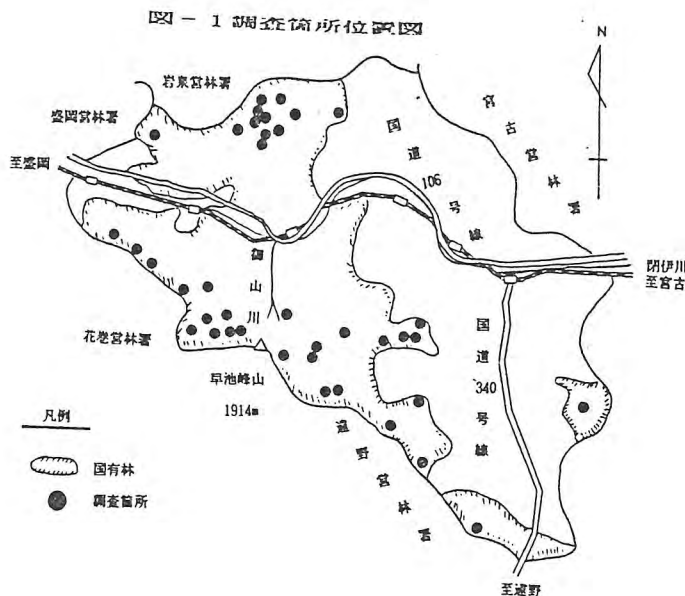 図－1 調査箇所位置図
N
岩泉営林署
盛岡営林署
至盛岡
宮古営林署
国道106号線
閉伊川
至宮古
御山川
花巻営林署
早池峰山
1914m
国道340号線
遠野営林署
凡例
国有林
調査箇所
至遠野